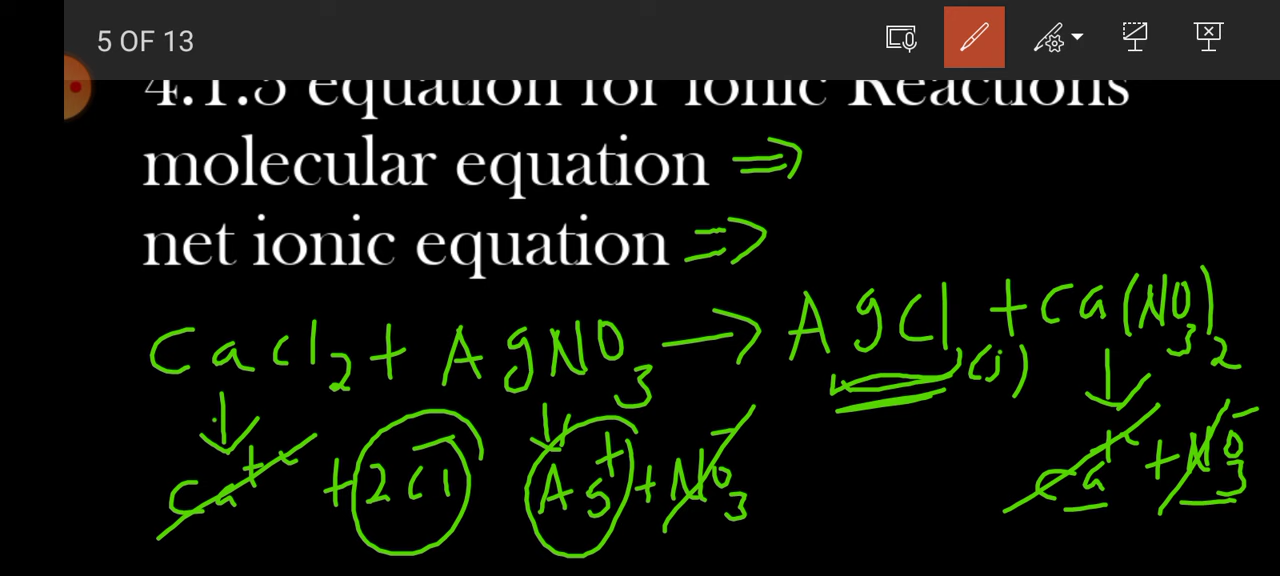 5 OF 13
4.1.3 equation for ionic Reactions
molecular equation ⇒
net ionic equation ⇒
CaCl₂ + AgNO₃ → AgCl(s) + Ca(NO₃)₂
Ca⁺⁺ + 2Cl⁻ Ag⁺ + NO₃⁻ Ca⁺⁺ + NO₃⁻